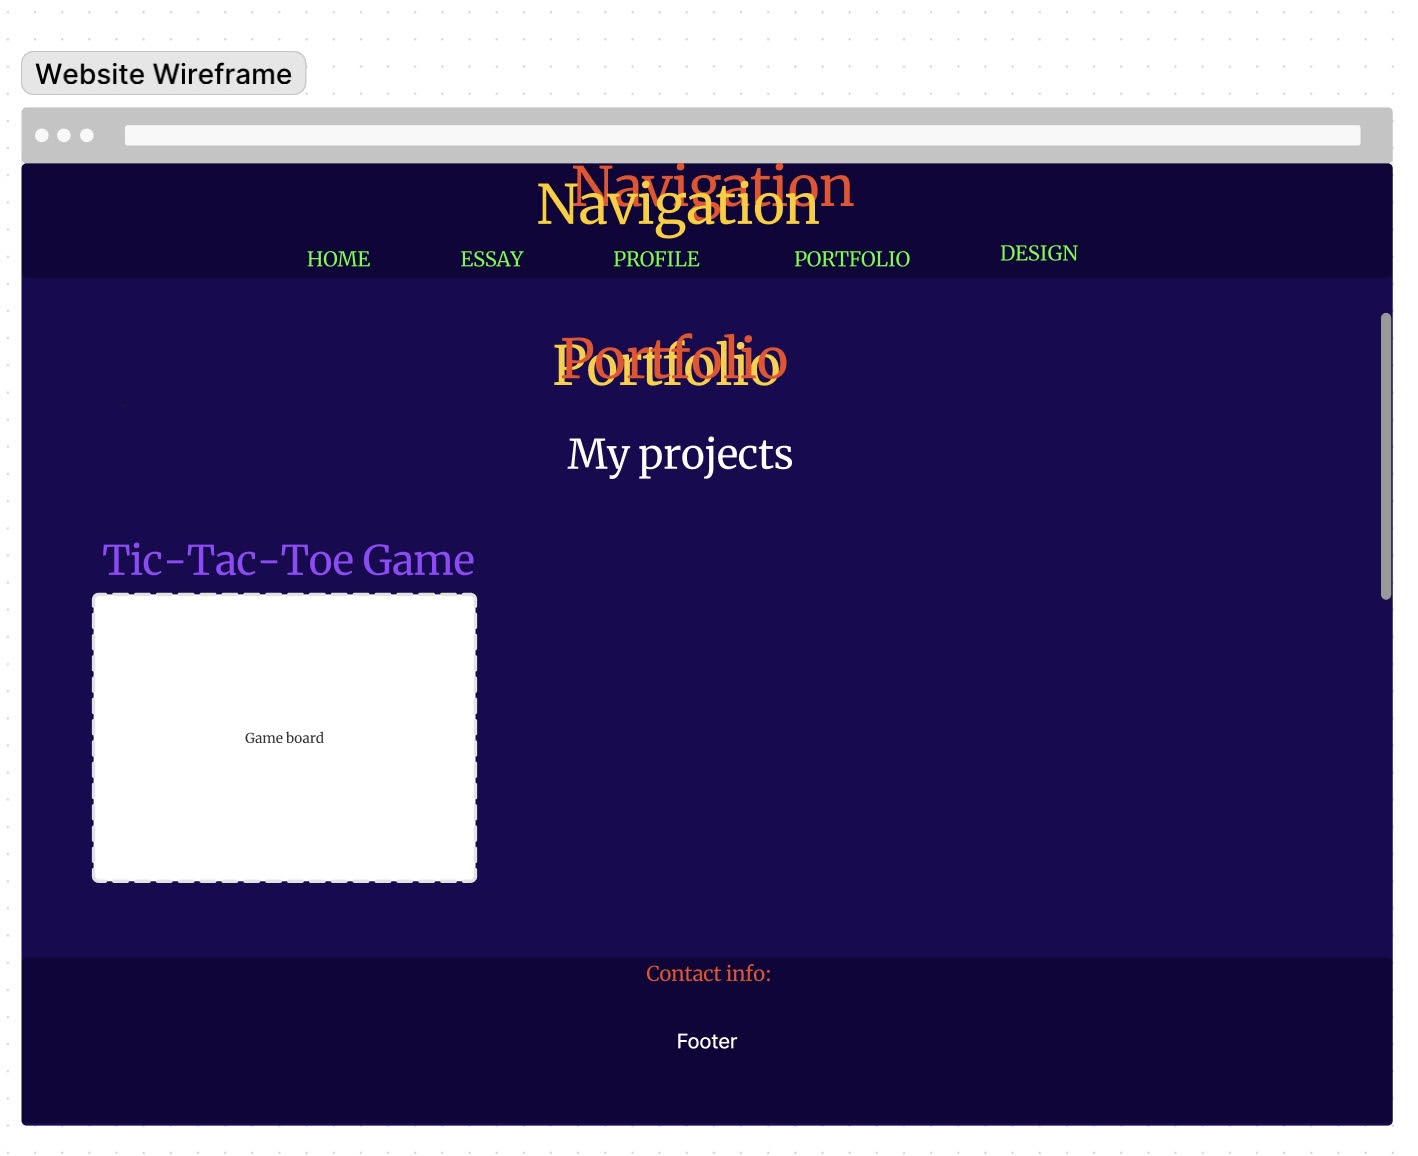 Website Wireframe
Navigation
Navigation
HOME ESSAY PROFILE PORTFOLIO DESIGN
Portfolio
Portfolio
My projects
Tic-Tac-Toe Game
Game board
Contact info:
Footer